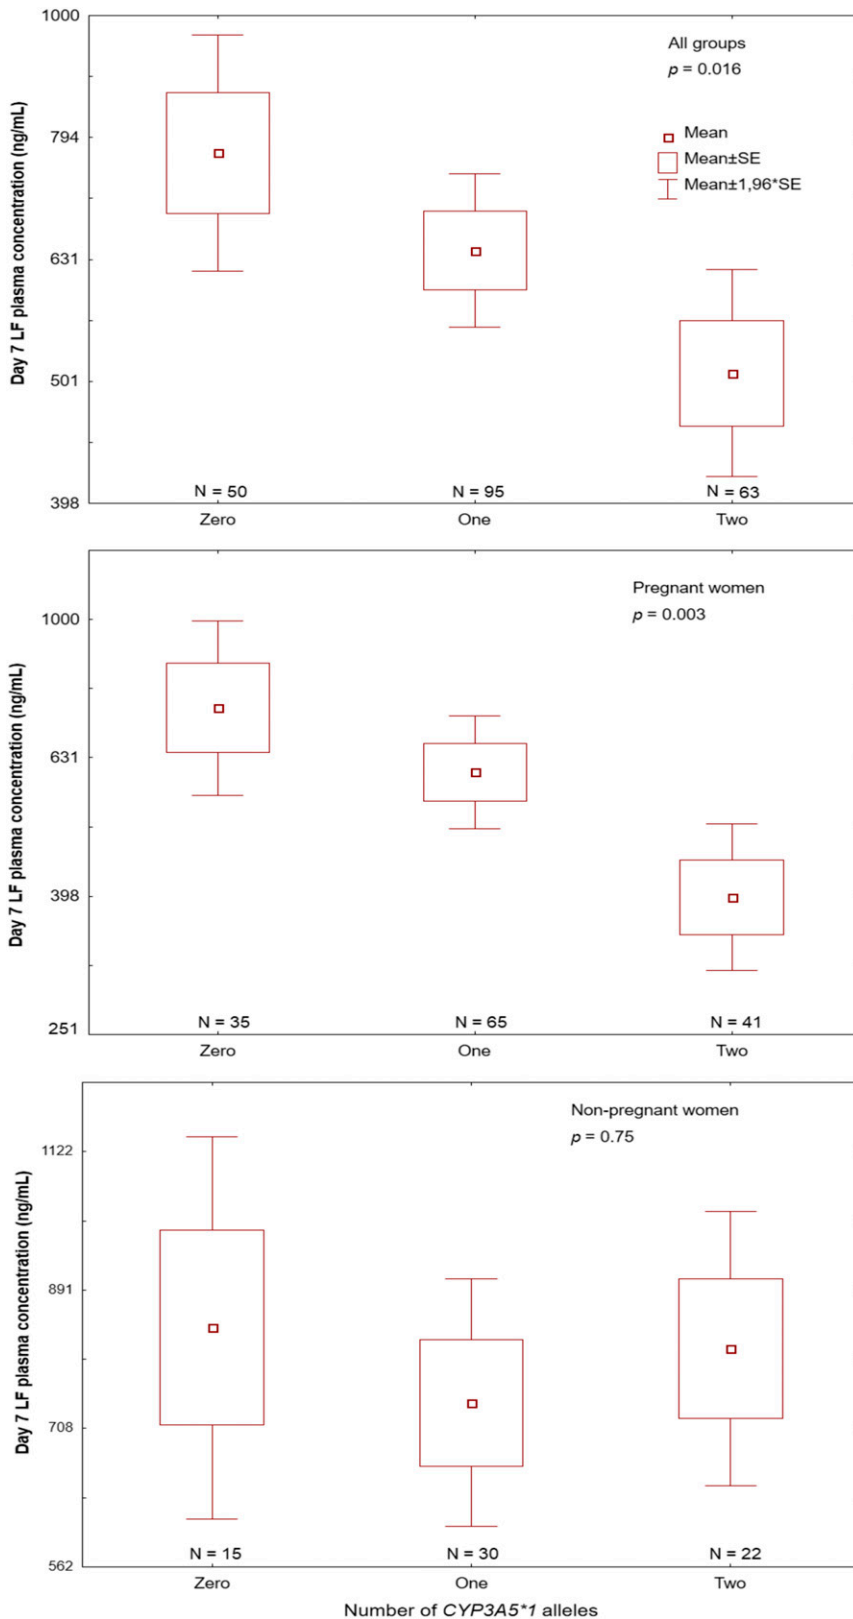 1000
All groups
p = 0.016
794
Mean
Mean±SE
Mean±1,96*SE
631
Day 7 LF plasma concentration (ng/mL)
501
N = 50 N = 95 N = 63
398
Zero One Two
Pregnant women
1000
p = 0.003
631
Day 7 LF plasma concentration (ng/mL)
398
N = 35 N = 65 N = 41
251
Zero One Two
Non-pregnant women
p = 0.75
1122
891
Day 7 LF plasma concentration (ng/mL)
708
N = 15 N = 30 N = 22
562
Zero One Two
Number of CYP3A5*1 alleles